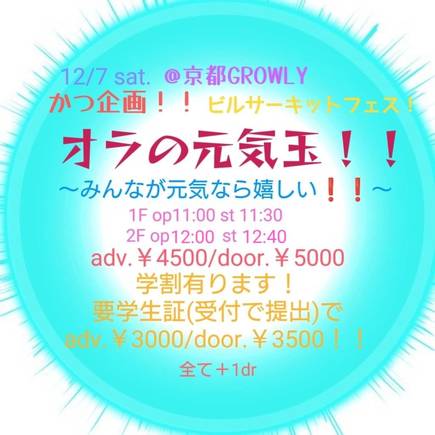 12/7 sat. @京都GROWLY
かつ企画！！ ビルサーキットフェス！
オラの元気玉！！
〜みんなが元気なら嬉しい❗❗〜
1F op11:00 st 11:30
2F op12:00 st 12:40
adv.￥4500/door.￥5000
学割有ります！
要学生証(受付で提出)で
adv.￥3000/door.￥3500！！
全て＋1dr